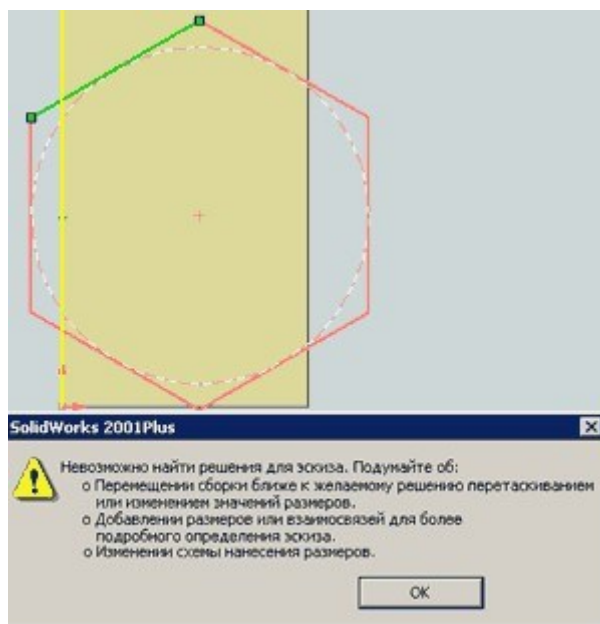 SolidWorks 2001Plus
Невозможно найти решения для эскиза. Подумайте об:
o Перемещении сборки ближе к желаемому решению перетаскиванием
или изменением значений размеров.
o Добавлении размеров или взаимосвязей для более
подробного определения эскиза.
o Изменении схемы нанесения размеров.
OK